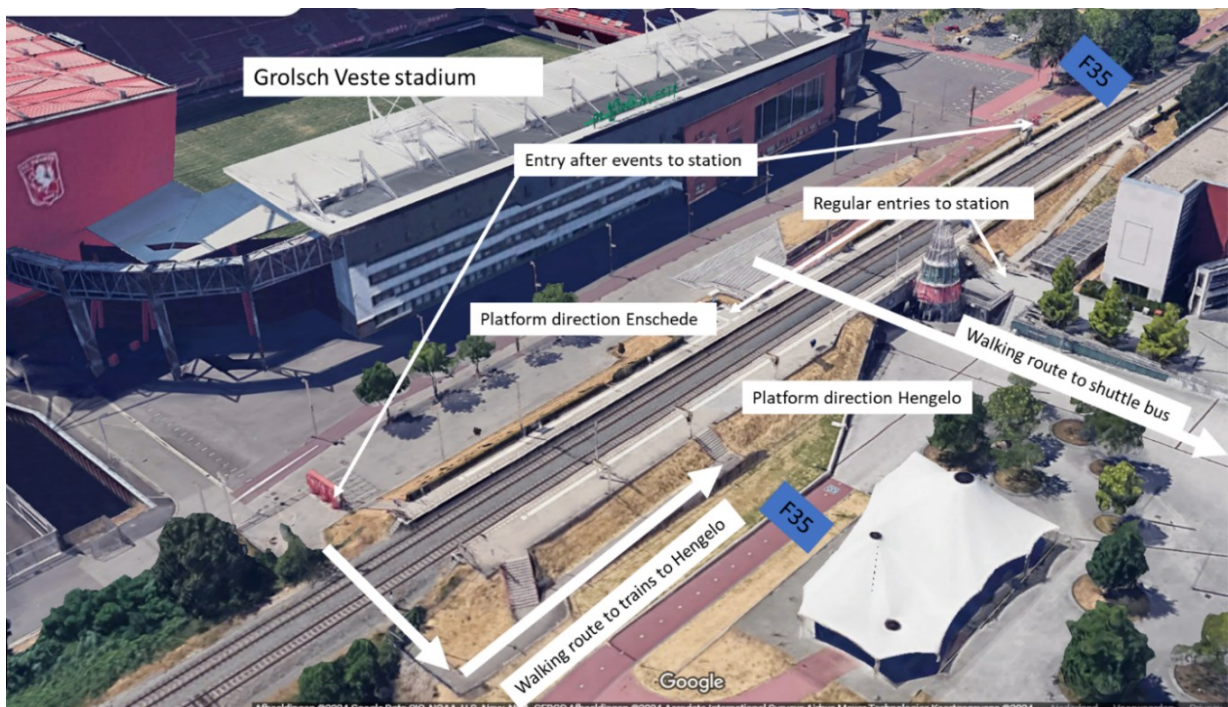 Grolsch Veste stadium
F35
Entry after events to station
Regular entries to station
Platform direction Enschede
Walking route to shuttle bus
Platform direction Hengelo
F35
Walking route to trains to Hengelo
Google